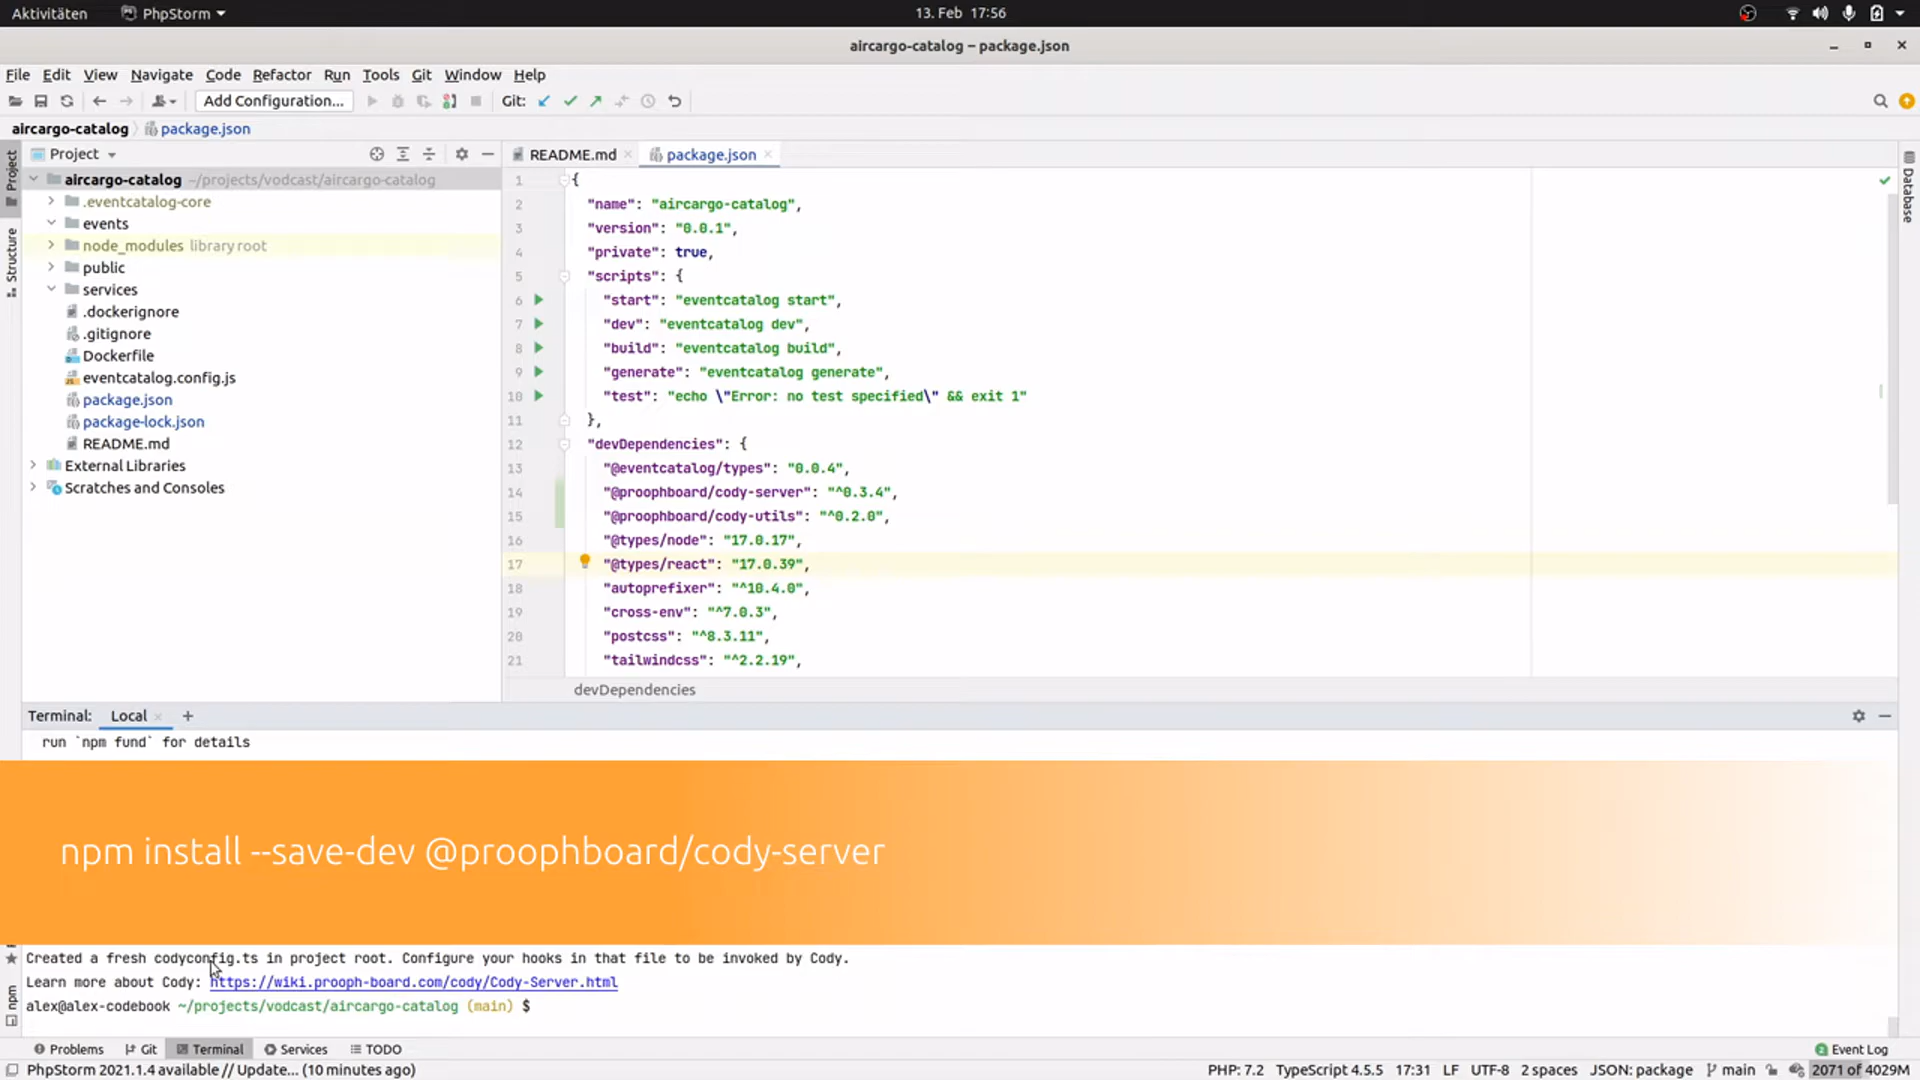 Aktivitäten PhpStorm 13. Feb 17:56
aircargo-catalog – package.json
File Edit View Navigate Code Refactor Run Tools Git Window Help
Add Configuration... Git:
aircargo-catalog package.json
Project README.md package.json
aircargo-catalog ~/projects/vodcast/aircargo-catalog
.eventcatalog-core
events
node_modules library root
public
services
.dockerignore
.gitignore
Dockerfile
eventcatalog.config.js
package.json
package-lock.json
README.md
External Libraries
Scratches and Consoles
Project
Structure
npm
Database
1 {
2 "name": "aircargo-catalog",
3 "version": "0.0.1",
4 "private": true,
5 "scripts": {
6 "start": "eventcatalog start",
7 "dev": "eventcatalog dev",
8 "build": "eventcatalog build",
9 "generate": "eventcatalog generate",
10 "test": "echo \"Error: no test specified\" && exit 1"
11 },
12 "devDependencies": {
13 "@eventcatalog/types": "0.0.4",
14 "@proophboard/cody-server": "^0.3.4",
15 "@proophboard/cody-utils": "^0.2.0",
16 "@types/node": "17.0.17",
17 "@types/react": "17.0.39",
18 "autoprefixer": "^10.4.0",
19 "cross-env": "^7.0.3",
20 "postcss": "^8.3.11",
21 "tailwindcss": "^2.2.19",
devDependencies
Terminal: Local +
run `npm fund` for details
npm install --save-dev @proophboard/cody-server
Created a fresh codyconfig.ts in project root. Configure your hooks in that file to be invoked by Cody.
Learn more about Cody: https://wiki.prooph-board.com/cody/Cody-Server.html
alex@alex-codebook ~/projects/vodcast/aircargo-catalog (main) $
Problems Git Terminal Services TODO 2 Event Log
PhpStorm 2021.1.4 available // Update... (10 minutes ago) PHP: 7.2 TypeScript 4.5.5 17:31 LF UTF-8 2 spaces JSON: package main 2071 of 4029M